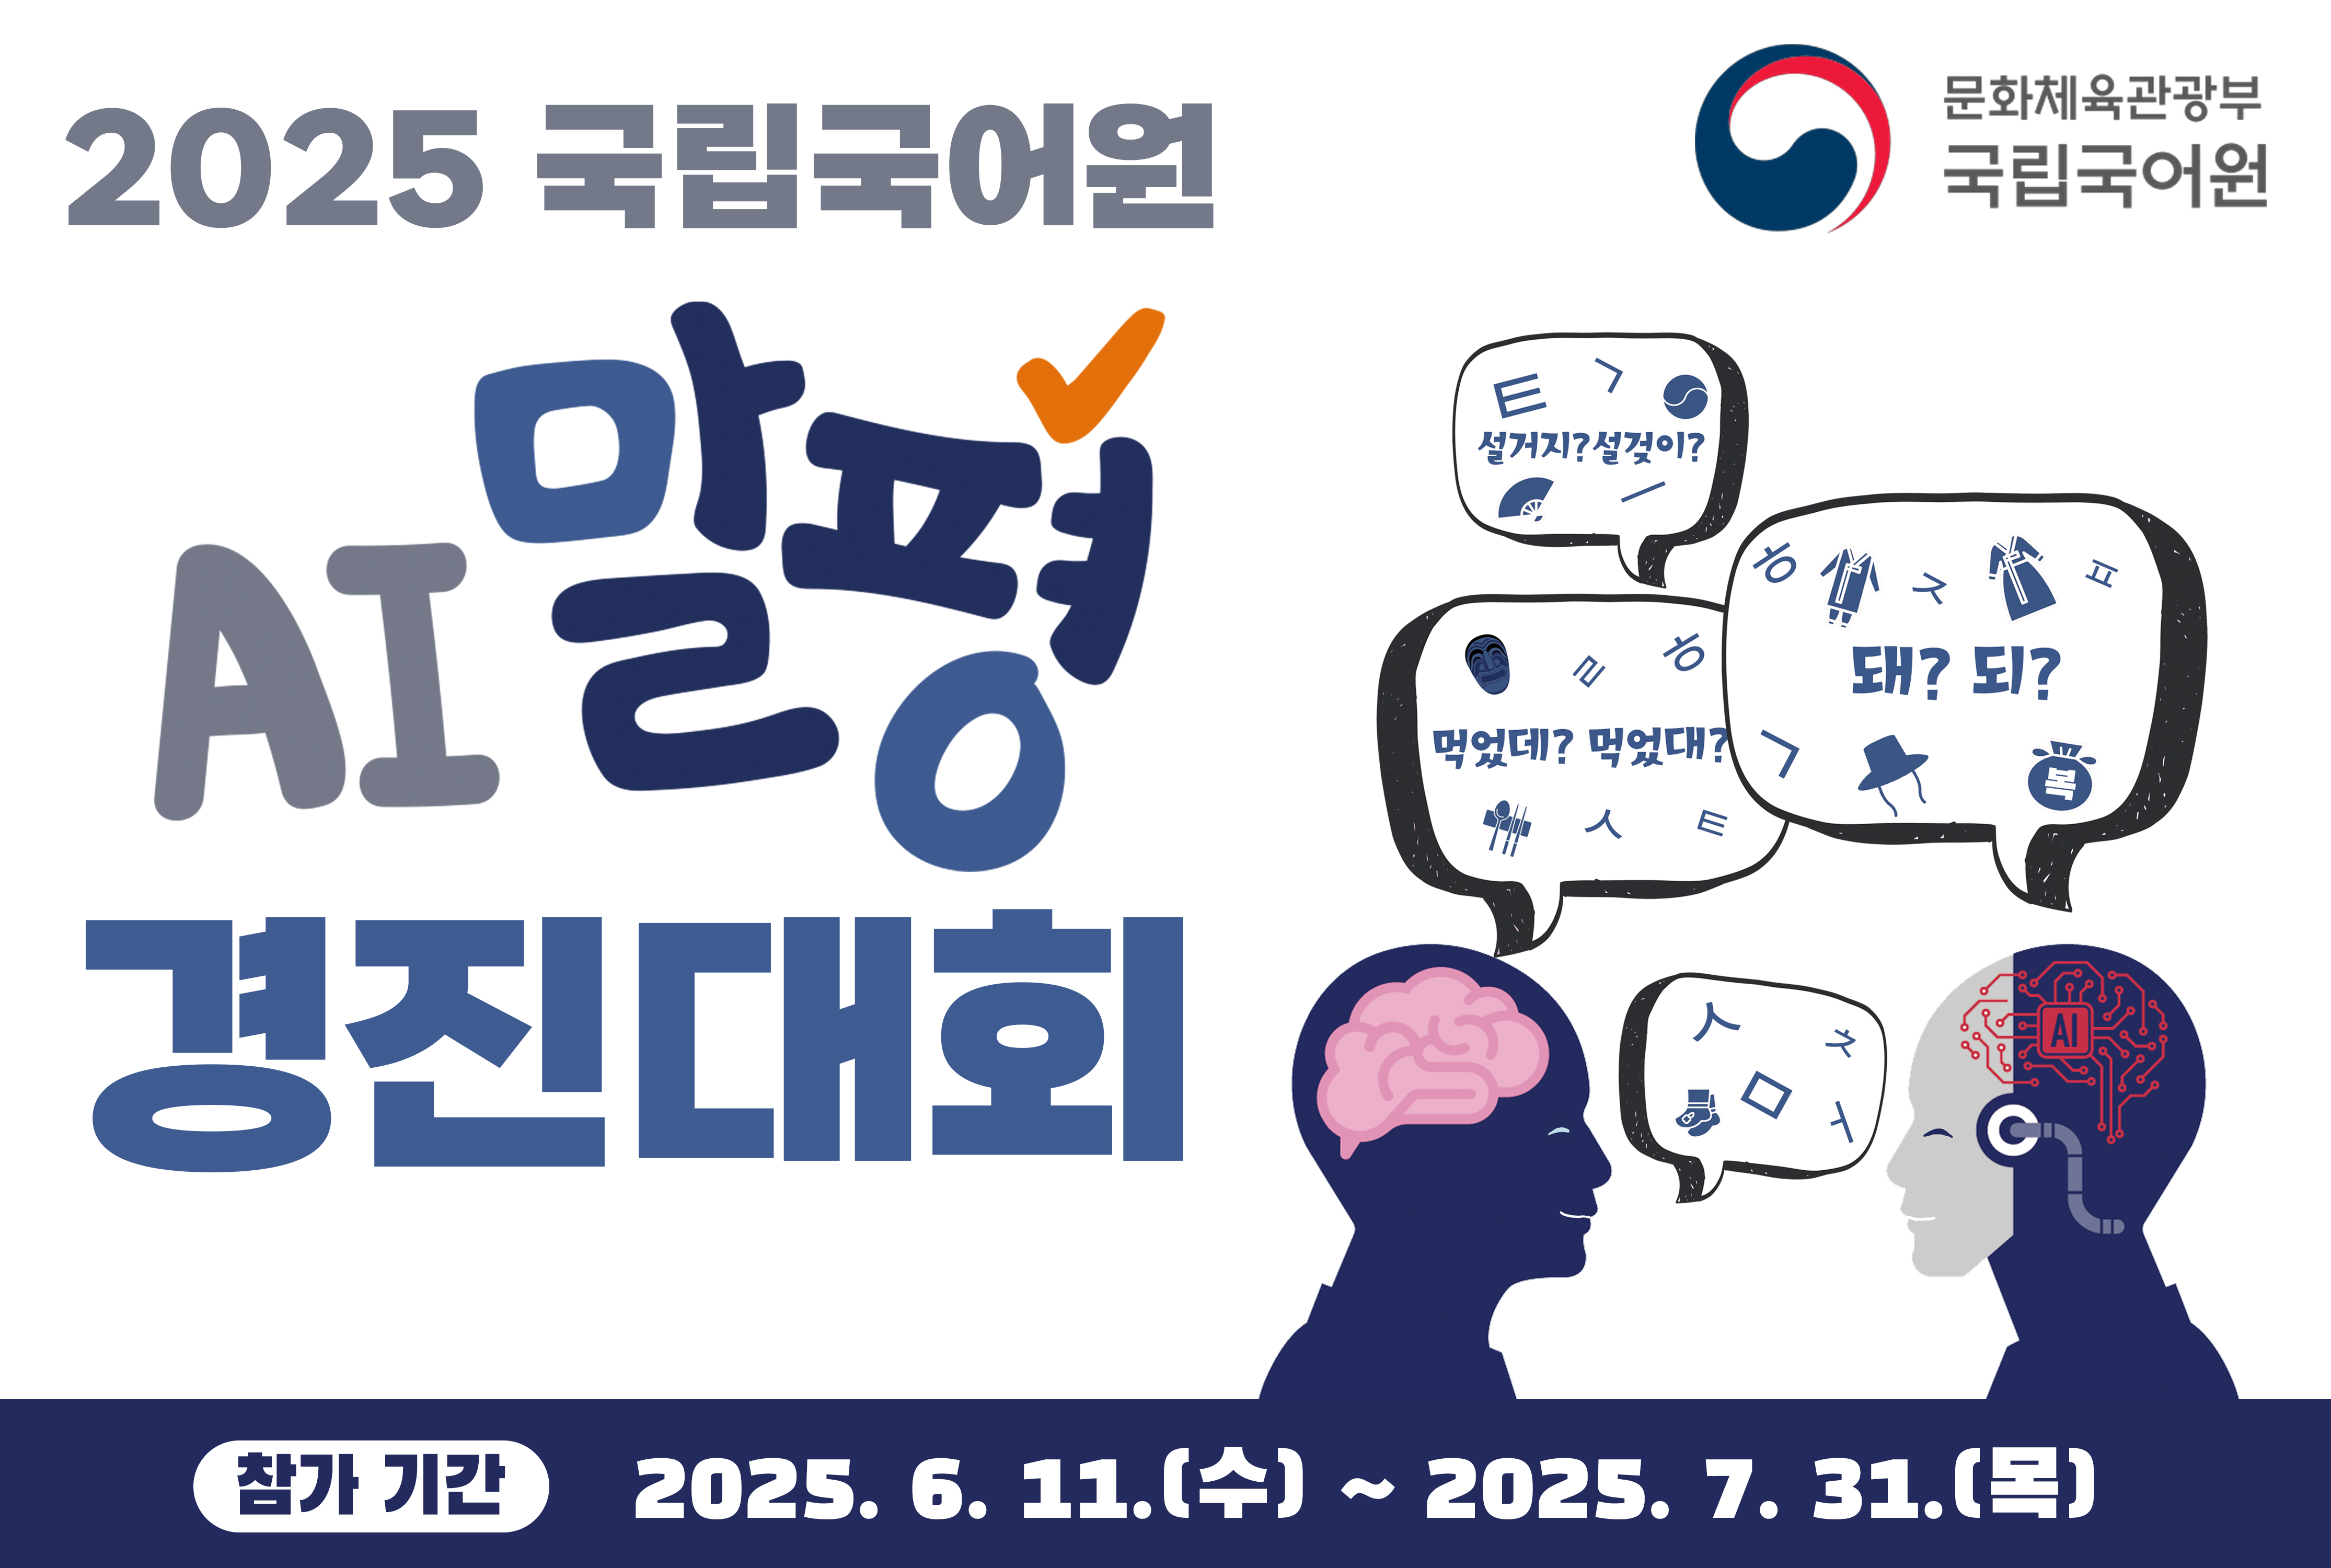 2025 국립국어원
문화체육관광부
국립국어원
AI 말평
경진대회
ㅌ ㄱ
설거지? 설겆이?
ㅡ
ㅎ ㅈ ㅍ
돼? 되?
ㄱ
복
ㄹ ㅎ
먹었데? 먹었대?
ㅅ ㅌ
ㅅ ㅊ
ㅁ ㅓ
AI
참가 기간 2025. 6. 11.(수) ~ 2025. 7. 31.(목)